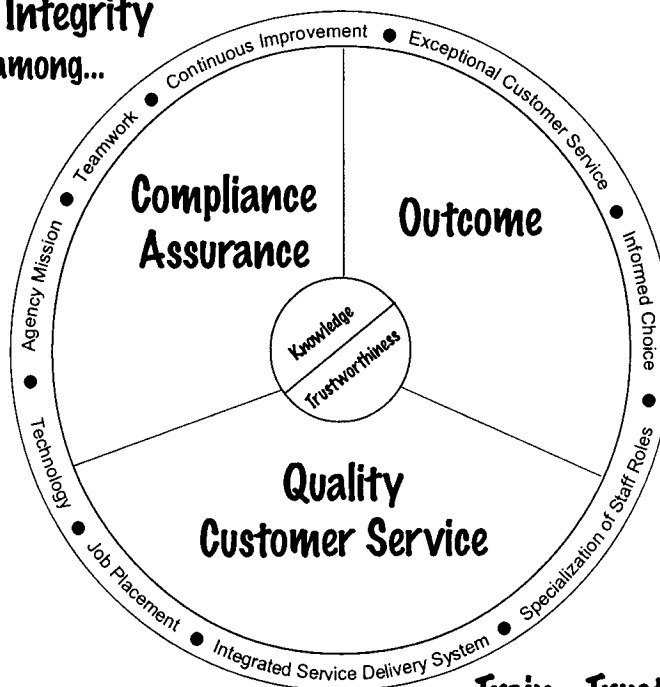 Integrity
among...
Continuous Improvement
Exceptional Customer Service
Informed Choice
Specialization of Staff Roles
Integrated Service Delivery System
Job Placement
Technology
Agency Mission
Teamwork
Compliance
Assurance
Outcome
Knowledge
Trustworthiness
Quality
Customer Service